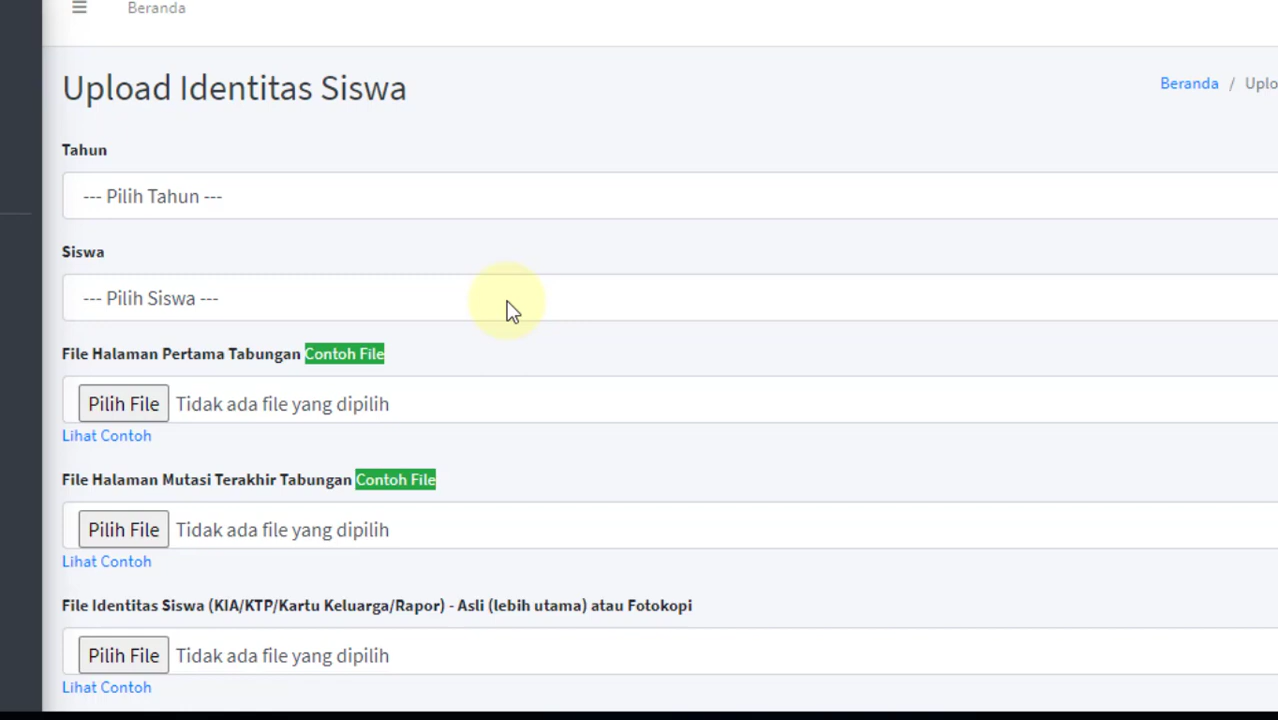 Beranda
Upload Identitas Siswa
Beranda / Uplo
Tahun
--- Pilih Tahun ---
Siswa
--- Pilih Siswa ---
File Halaman Pertama Tabungan Contoh File
Pilih File Tidak ada file yang dipilih
Lihat Contoh
File Halaman Mutasi Terakhir Tabungan Contoh File
Pilih File Tidak ada file yang dipilih
Lihat Contoh
File Identitas Siswa (KIA/KTP/Kartu Keluarga/Rapor) - Asli (lebih utama) atau Fotokopi
Pilih File Tidak ada file yang dipilih
Lihat Contoh